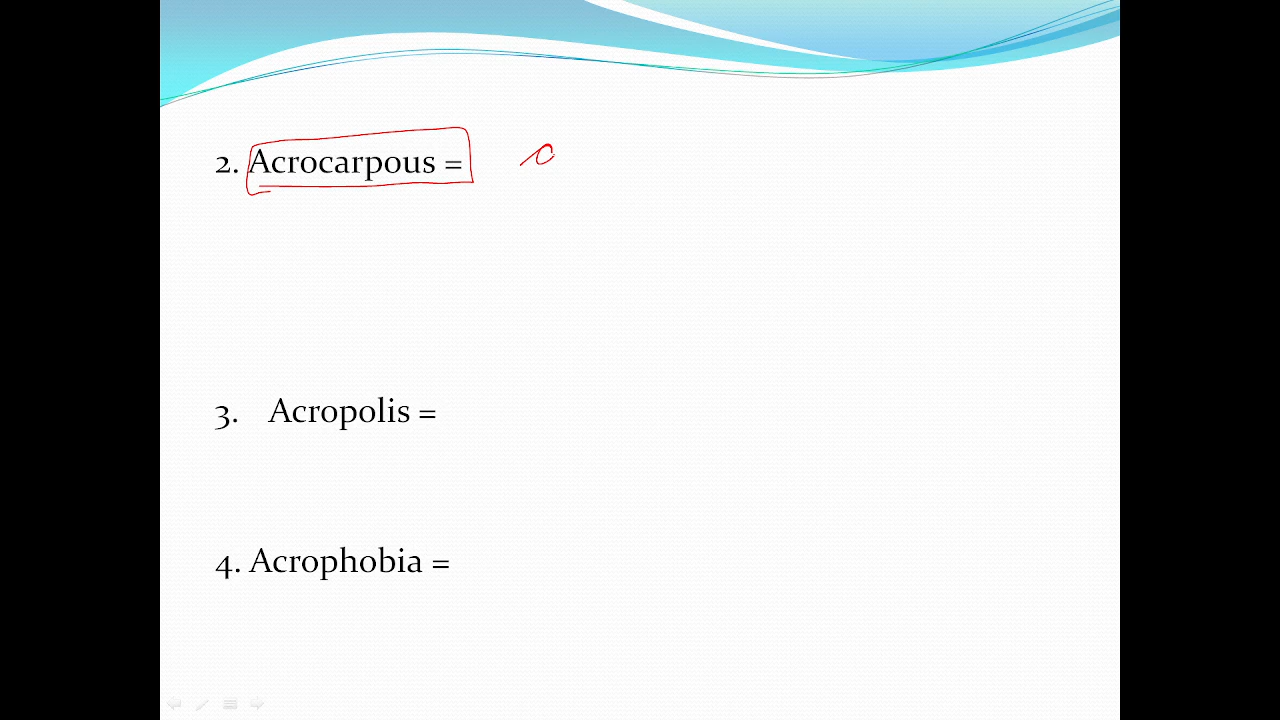 2. Acrocarpous =
3. Acropolis =
4. Acrophobia =